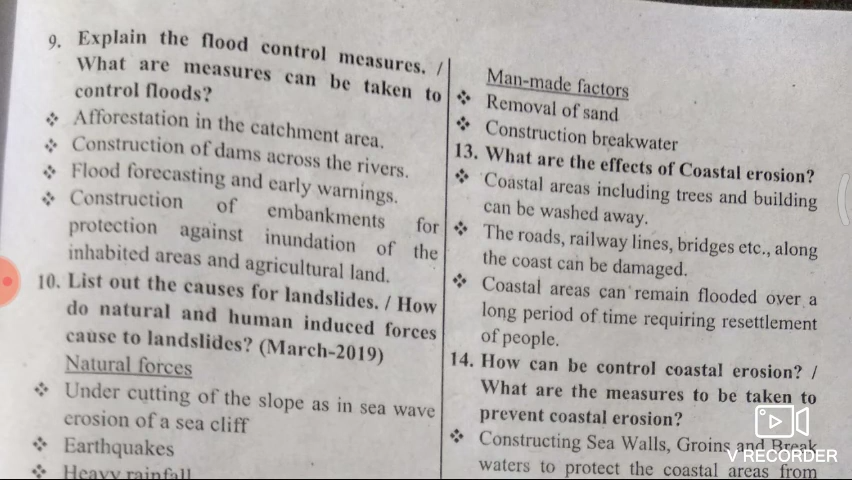 9. Explain the flood control measures. /
What are measures can be taken to
control floods?
❖ Afforestation in the catchment area.
❖ Construction of dams across the rivers.
❖ Flood forecasting and early warnings.
❖ Construction of embankments for
protection against inundation of the
inhabited areas and agricultural land.
10. List out the causes for landslides. / How
do natural and human induced forces
cause to landslides? (March-2019)
Natural forces
❖ Under cutting of the slope as in sea wave
erosion of a sea cliff
❖ Earthquakes
❖ Heavy rainfall
Man-made factors
❖ Removal of sand
❖ Construction breakwater
13. What are the effects of Coastal erosion?
❖ Coastal areas including trees and building
can be washed away.
❖ The roads, railway lines, bridges etc., along
the coast can be damaged.
❖ Coastal areas can remain flooded over a
long period of time requiring resettlement
of people.
14. How can be control coastal erosion? /
What are the measures to be taken to
prevent coastal erosion?
❖ Constructing Sea Walls, Groins and Break
waters to protect the coastal areas from
V RECORDER